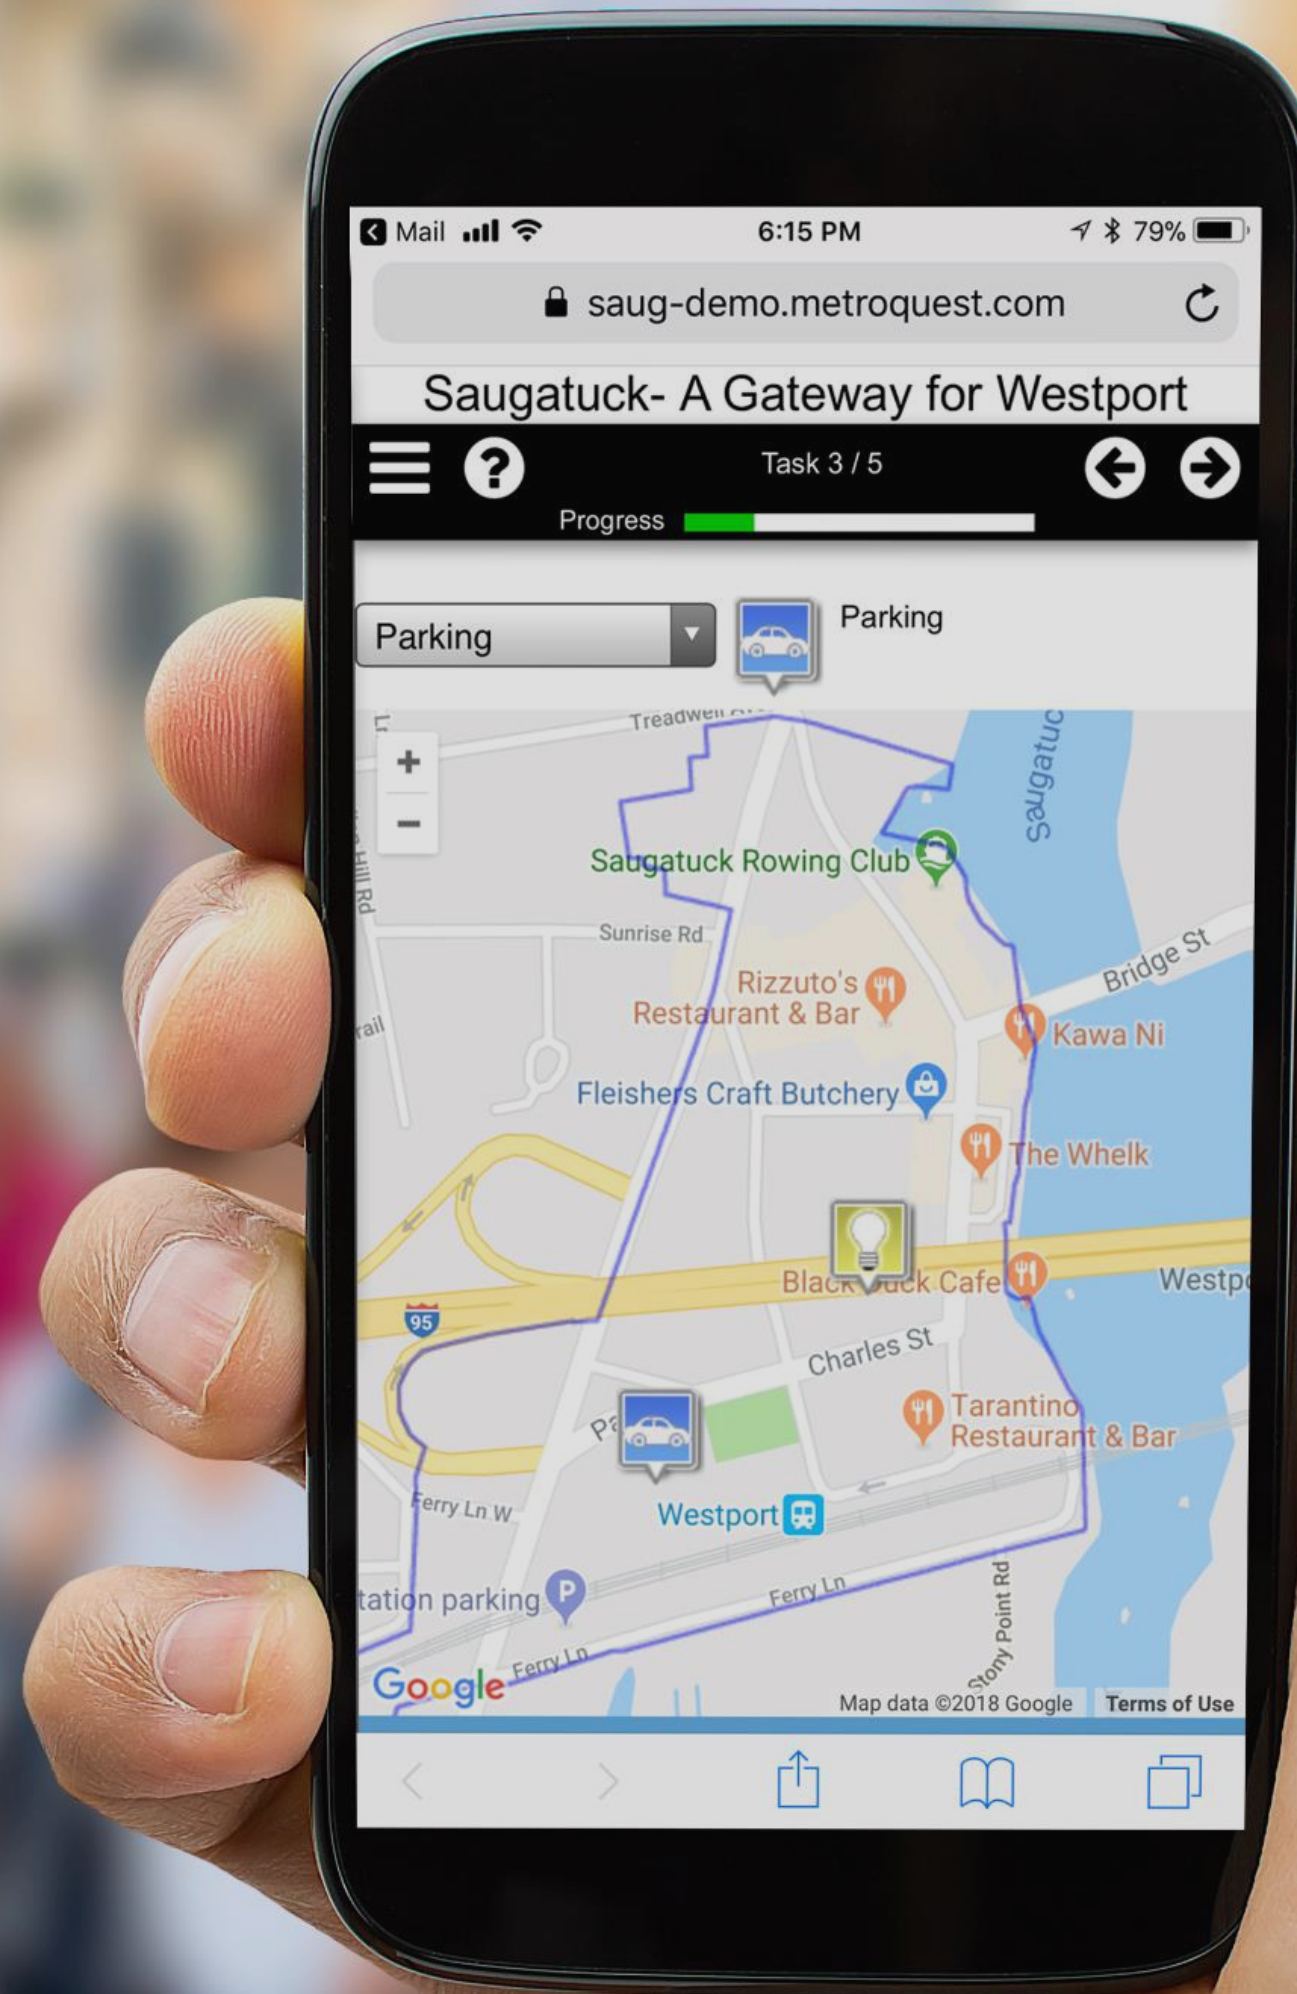 Mail
6:15 PM
79%
saug-demo.metroquest.com
Saugatuck- A Gateway for Westport
?
Task 3 / 5
Progress
Parking
Parking
+
−
Saugatuck Rowing Club
Sunrise Rd
Hill Rd
Bridge St
Rizzuto's
Restaurant & Bar
Kawa Ni
Fleishers Craft Butchery
The Whelk
Cafe
95
Charles St
Tarantino
Restaurant & Bar
Ferry Ln W
Westport
parking
P
Ferry Ln
Ferry Ln
Stony Point Rd
Google
Map data ©2018 Google
Terms of Use